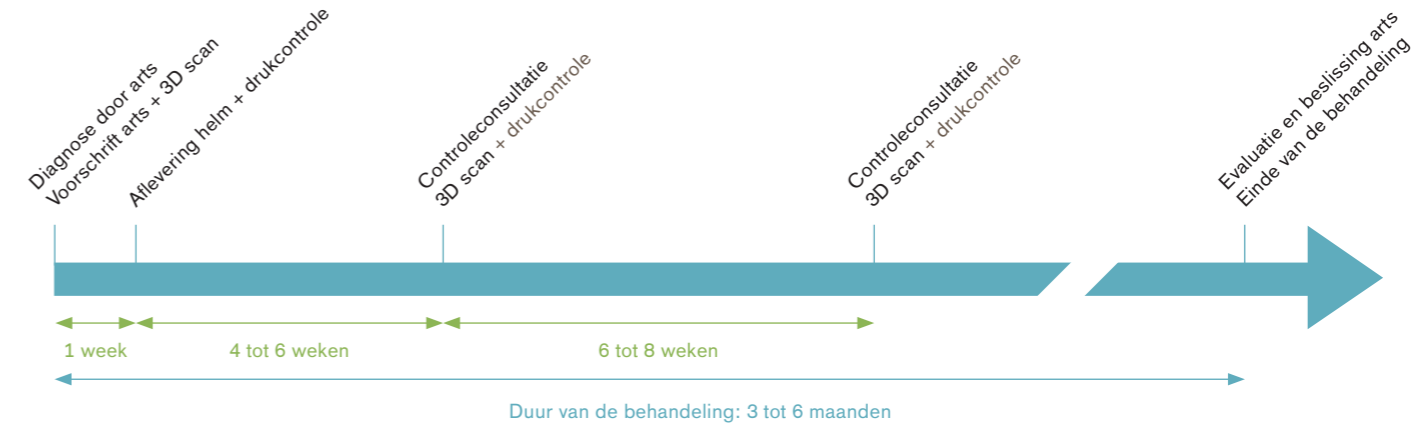 Diagnose door arts
Voorschrift arts + 3D scan
Aflevering helm + drukcontrole
Controleconsultatie
3D scan + drukcontrole
Controleconsultatie
3D scan + drukcontrole
Evaluatie en beslissing arts
Einde van de behandeling
1 week
4 tot 6 weken
6 tot 8 weken
Duur van de behandeling: 3 tot 6 maanden